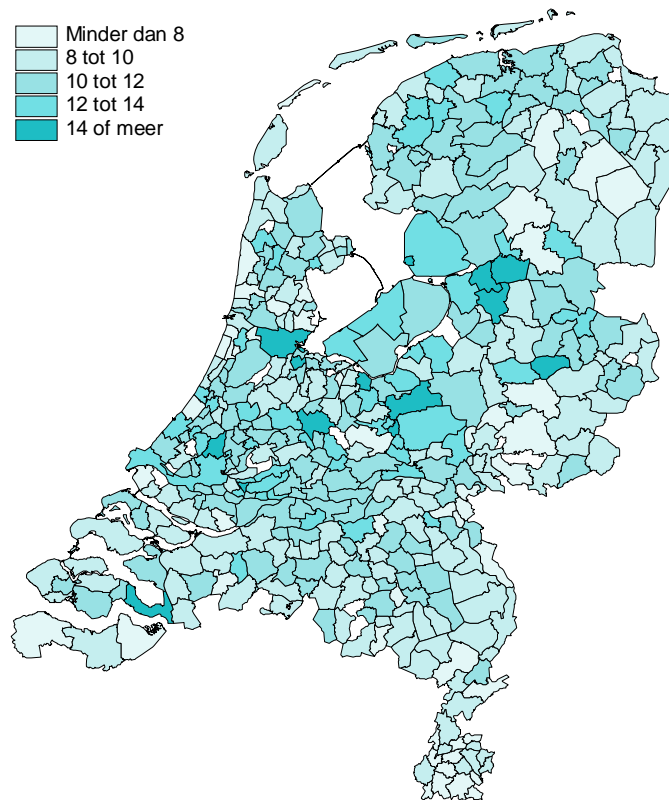 Minder dan 8
8 tot 10
10 tot 12
12 tot 14
14 of meer